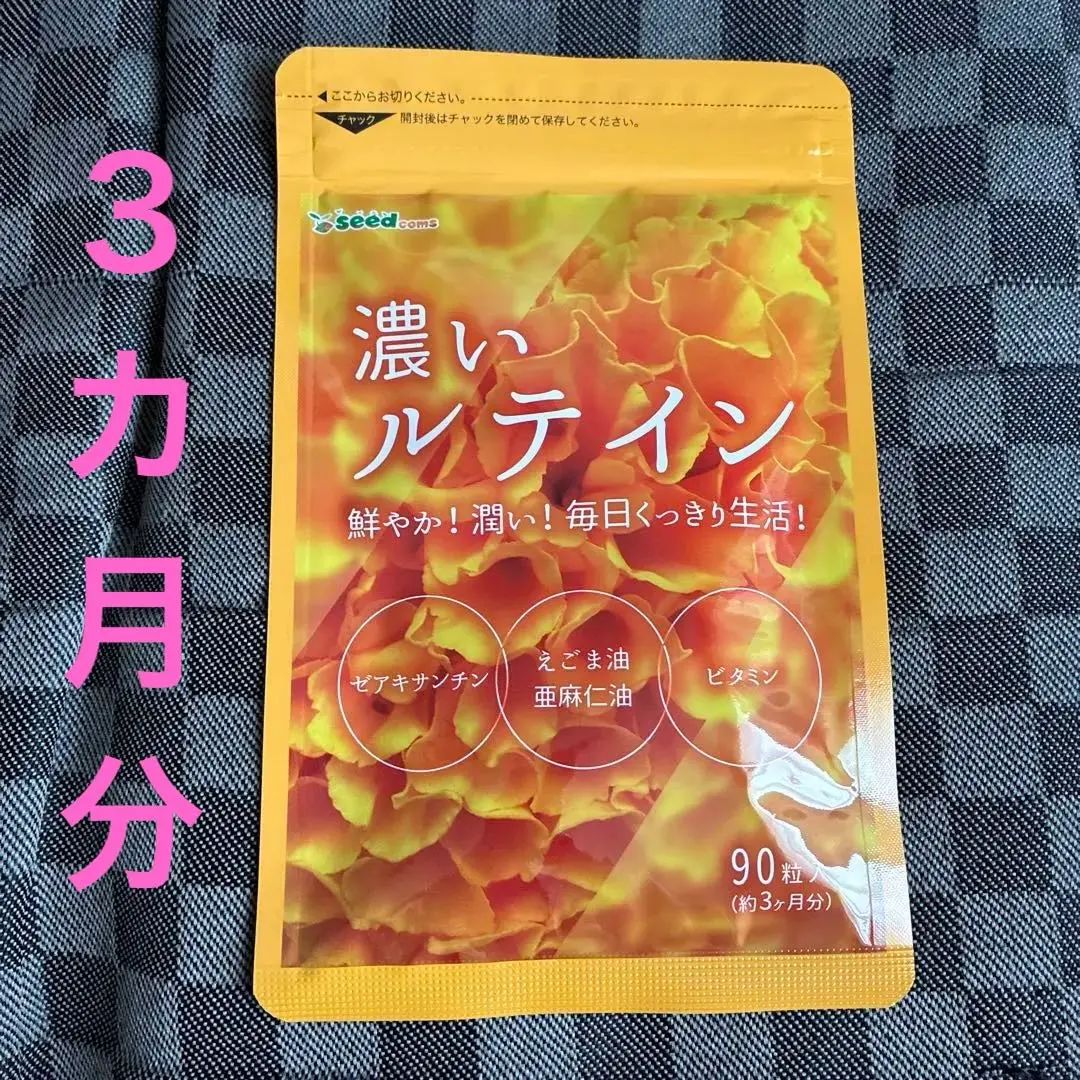 3カ月分
◀ここからお切りください。
チャック
開封後はチャックを閉めて保存してください。
seedcoms
濃い
ルテイン
鮮やか！潤い！毎日くっきり生活！
ゼアキサンチン
えごま油
亜麻仁油
ビタミン
90粒入
(約3ヶ月分)